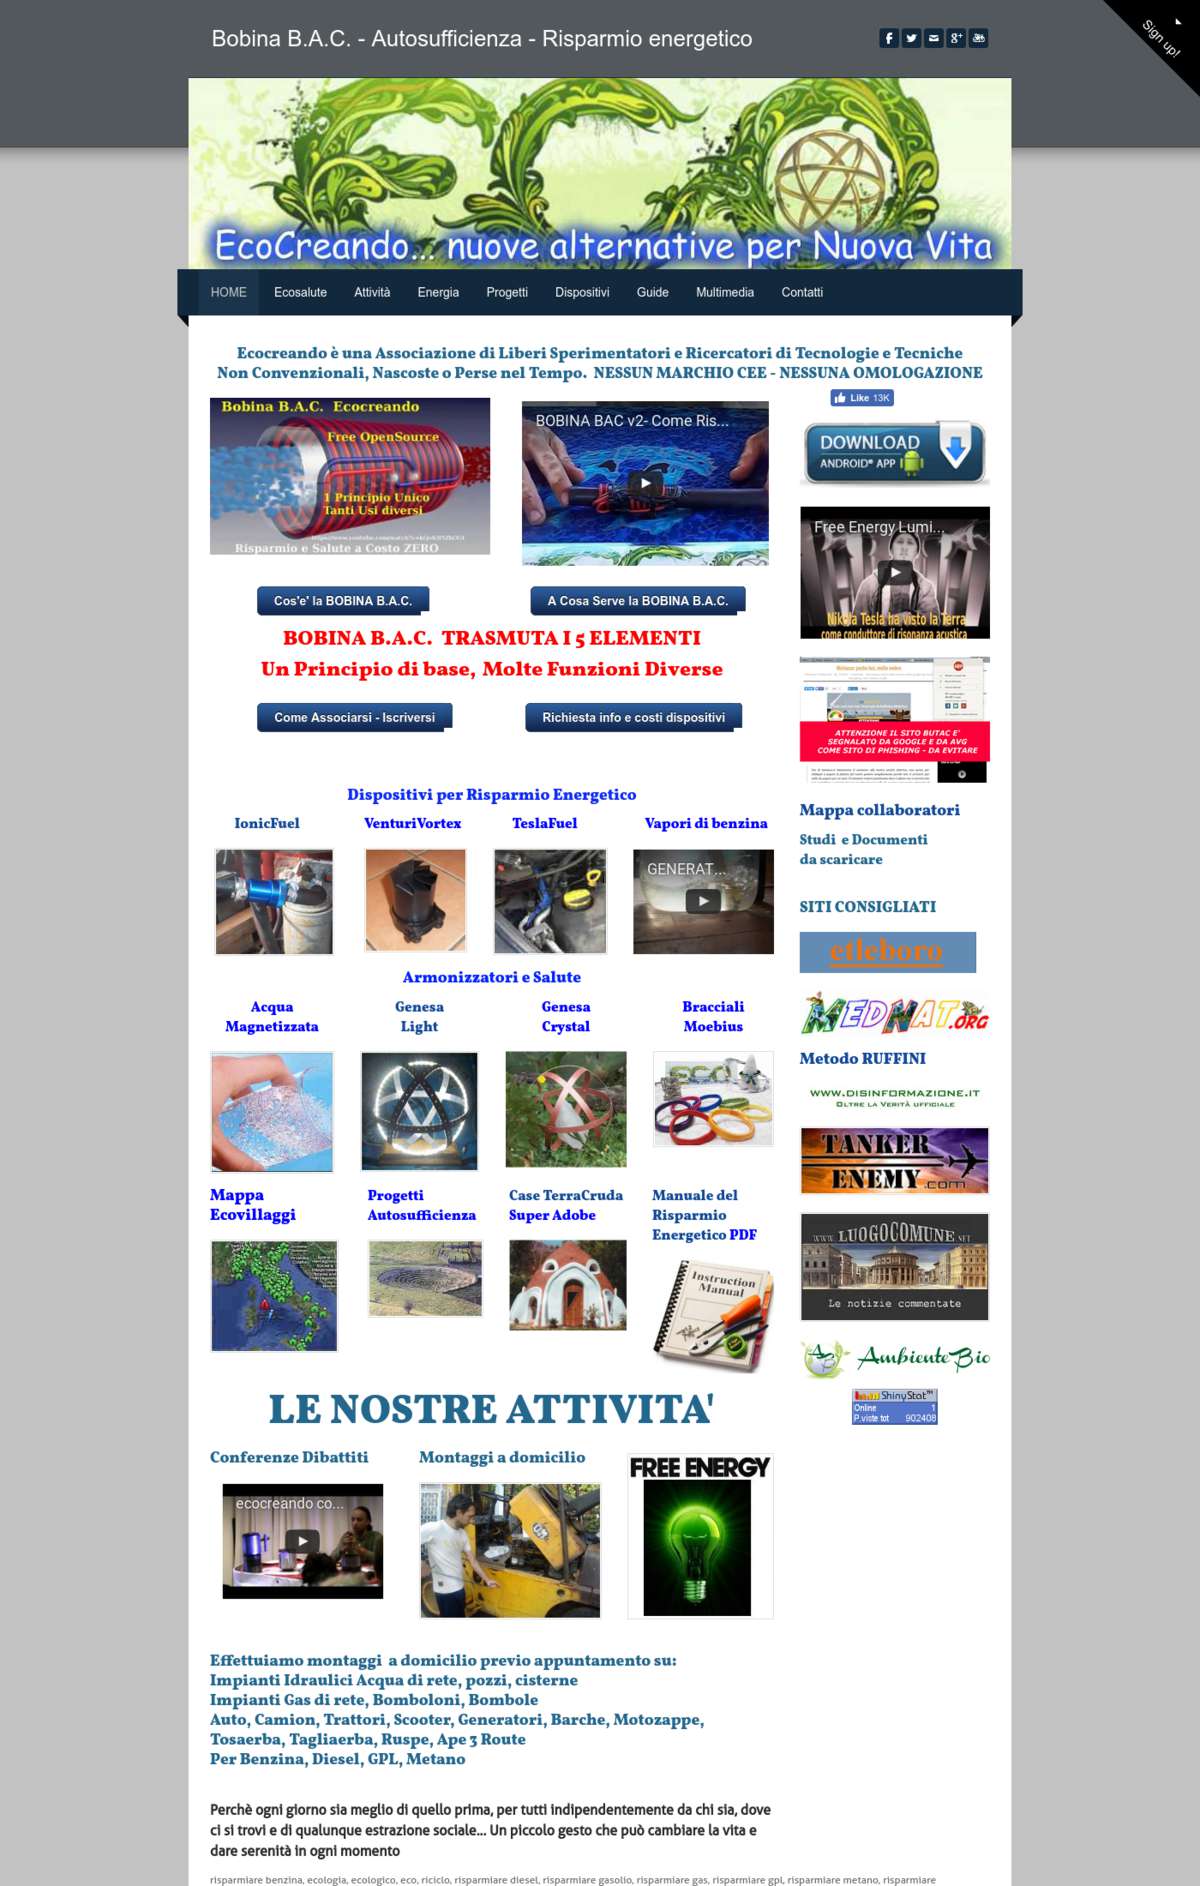 Bobina B.A.C. - Autosufficienza - Risparmio energetico
Sign up!
EcoCreando... nuove alternative per Nuova Vita
HOME Ecosalute Attività Energia Progetti Dispositivi Guide Multimedia Contatti
Ecocreando è una Associazione di Liberi Sperimentatori e Ricercatori di Tecnologie e Tecniche
Non Convenzionali, Nascoste o Perse nel Tempo. NESSUN MARCHIO CEE - NESSUNA OMOLOGAZIONE
Bobina B.A.C. Ecocreando
Free OpenSource
1 Principio Unico
Tanti Usi diversi
Risparmio e Salute a Costo ZERO
BOBINA BAC v2- Come Ris...
Cos'e' la BOBINA B.A.C.
A Cosa Serve la BOBINA B.A.C.
BOBINA B.A.C. TRASMUTA I 5 ELEMENTI
Un Principio di base, Molte Funzioni Diverse
Come Associarsi - Iscriversi
Richiesta info e costi dispositivi
Dispositivi per Risparmio Energetico
IonicFuel
VenturiVortex
TeslaFuel
Vapori di benzina
GENERAT...
Armonizzatori e Salute
Acqua
Magnetizzata
Genesa
Light
Genesa
Crystal
Bracciali
Moebius
Mappa
Ecovillaggi
Progetti
Autosufficienza
Case TerraCruda
Super Adobe
Manuale del
Risparmio
Energetico PDF
Instruction
Manual
LE NOSTRE ATTIVITA'
Conferenze Dibattiti
ecocreando co...
Montaggi a domicilio
FREE ENERGY
Effettuiamo montaggi a domicilio previo appuntamento su:
Impianti Idraulici Acqua di rete, pozzi, cisterne
Impianti Gas di rete, Bomboloni, Bombole
Auto, Camion, Trattori, Scooter, Generatori, Barche, Motozappe,
Tosaerba, Tagliaerba, Ruspe, Ape 3 Route
Per Benzina, Diesel, GPL, Metano
Perchè ogni giorno sia meglio di quello prima, per tutti indipendentemente da chi sia, dove
ci si trovi e di qualunque estrazione sociale... Un piccolo gesto che può cambiare la vita e
dare serenità in ogni momento
risparmiare benzina, ecologia, ecologico, eco, riciclo, risparmiare diesel, risparmiare gasolio, risparmiare gas, risparmiare gpl, risparmiare metano, risparmiare
Like 13K
DOWNLOAD
ANDROID® APP
Free Energy Lumi...
Nikola Tesla ha visto la Terra
come conduttore di risonanza acustica
ATTENZIONE IL SITO BUTAC E'
SEGNALATO DA GOOGLE E DA AVG
COME SITO DI PHISHING - DA EVITARE
Mappa collaboratori
Studi e Documenti
da scaricare
SITI CONSIGLIATI
etleboro
MEDNAT.ORG
Metodo RUFFINI
WWW.DISINFORMAZIONE.IT
OLTRE LA VERITÀ UFFICIALE
TANKER
ENEMY.com
WWW. LUOGOCOMUNE .NET
Le notizie commentate
AB AmbienteBio
ShinyStat™
Online 1
P.viste tot 902408